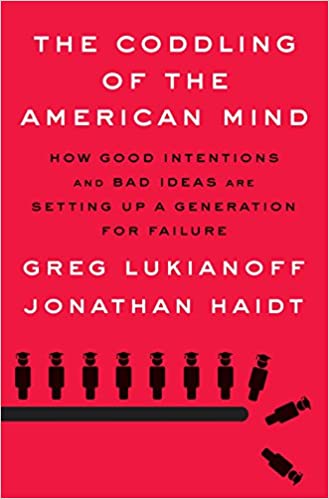 THE CODDLING
OF THE
AMERICAN MIND
HOW GOOD INTENTIONS
AND BAD IDEAS ARE
SETTING UP A GENERATION
FOR FAILURE
GREG LUKIANOFF
JONATHAN HAIDT